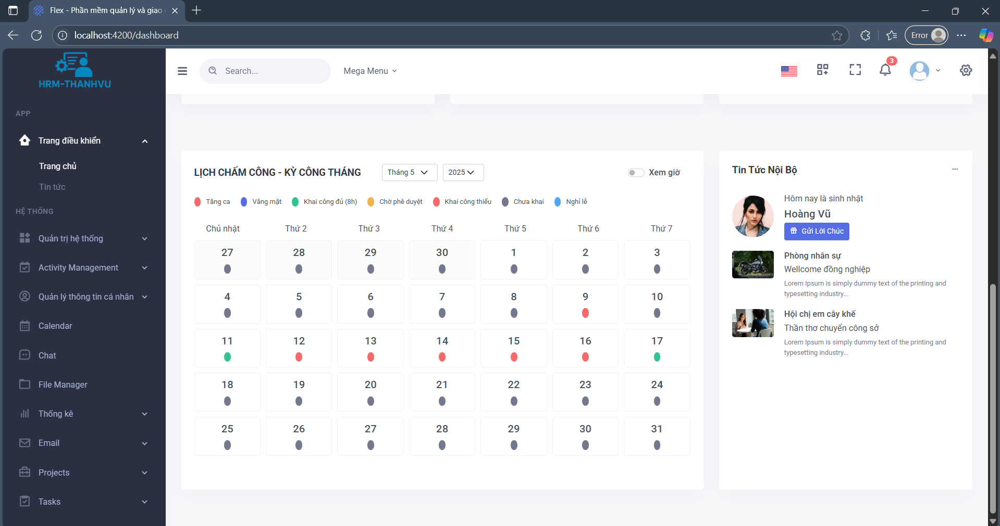 Flex - Phần mềm quản lý và giao
localhost:4200/dashboard
Error
HRM-THANHVU
Search...
Mega Menu
3
APP
Trang điều khiển
Trang chủ
Tin tức
HỆ THỐNG
Quản trị hệ thống
Activity Management
Quản lý thông tin cá nhân
Calendar
Chat
File Manager
Thống kê
Email
Projects
Tasks
LỊCH CHẤM CÔNG - KỲ CÔNG THÁNG
Tháng 5
2025
Xem giờ
Tăng ca
Vắng mặt
Khai công đủ (8h)
Chờ phê duyệt
Khai công thiếu
Chưa khai
Nghỉ lễ
Chủ nhật Thứ 2 Thứ 3 Thứ 4 Thứ 5 Thứ 6 Thứ 7
27 28 29 30 1 2 3
4 5 6 7 8 9 10
11 12 13 14 15 16 17
18 19 20 21 22 23 24
25 26 27 28 29 30 31
Tin Tức Nội Bộ
Hôm nay là sinh nhật
Hoàng Vũ
Gửi Lời Chúc
Phòng nhân sự
Wellcome đồng nghiệp
Lorem Ipsum is simply dummy text of the printing and
typesetting industry...
Hội chị em cây khế
Thần thơ chuyển công sở
Lorem Ipsum is simply dummy text of the printing and
typesetting industry...